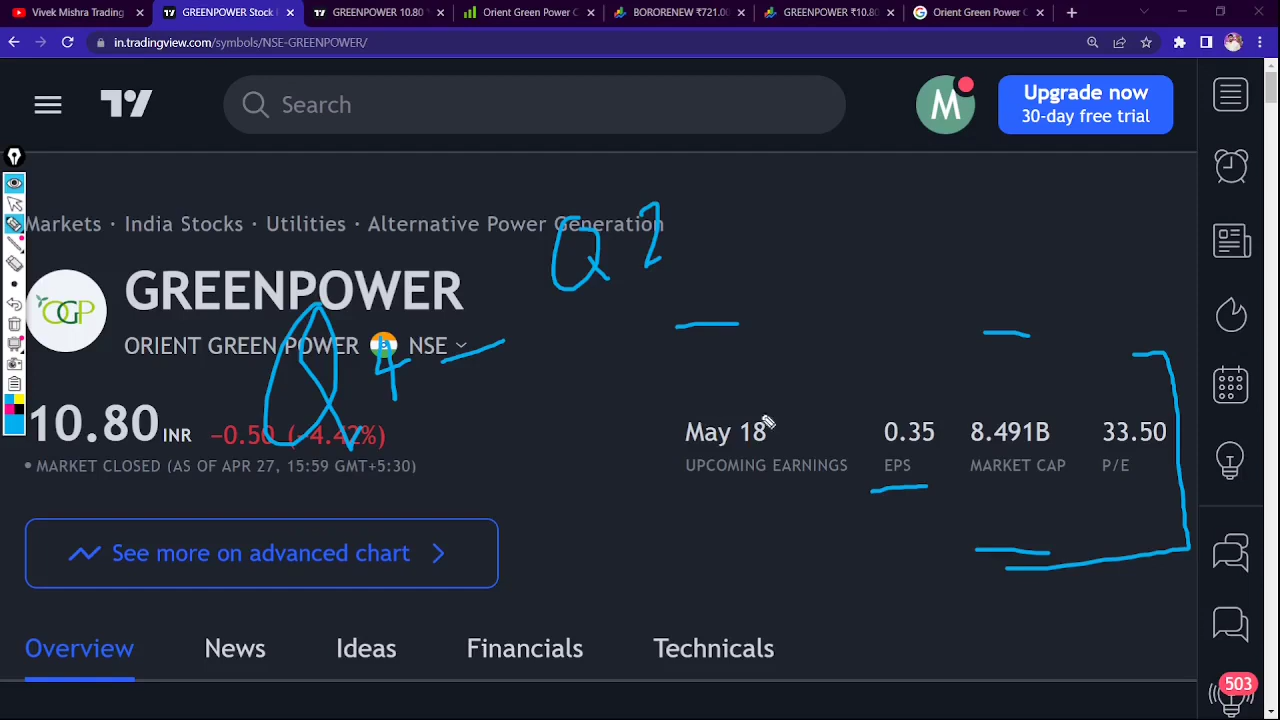 Vivek Mishra Trading
GREENPOWER Stock
GREENPOWER 10.80
Orient Green Power C
BORORENEW ₹721.0
GREENPOWER ₹10.80
Orient Green Power C
in.tradingview.com/symbols/NSE-GREENPOWER/
Search
M
Upgrade now
30-day free trial
Markets · India Stocks · Utilities · Alternative Power Generation
Q 2
GREENPOWER
OGP
ORIENT GREEN POWER NSE
Q 4
10.80 INR −0.50 (−4.42%)
MARKET CLOSED (AS OF APR 27, 15:59 GMT+5:30)
May 18 0.35 8.491B 33.50
UPCOMING EARNINGS EPS MARKET CAP P/E
See more on advanced chart
Overview News Ideas Financials Technicals
503